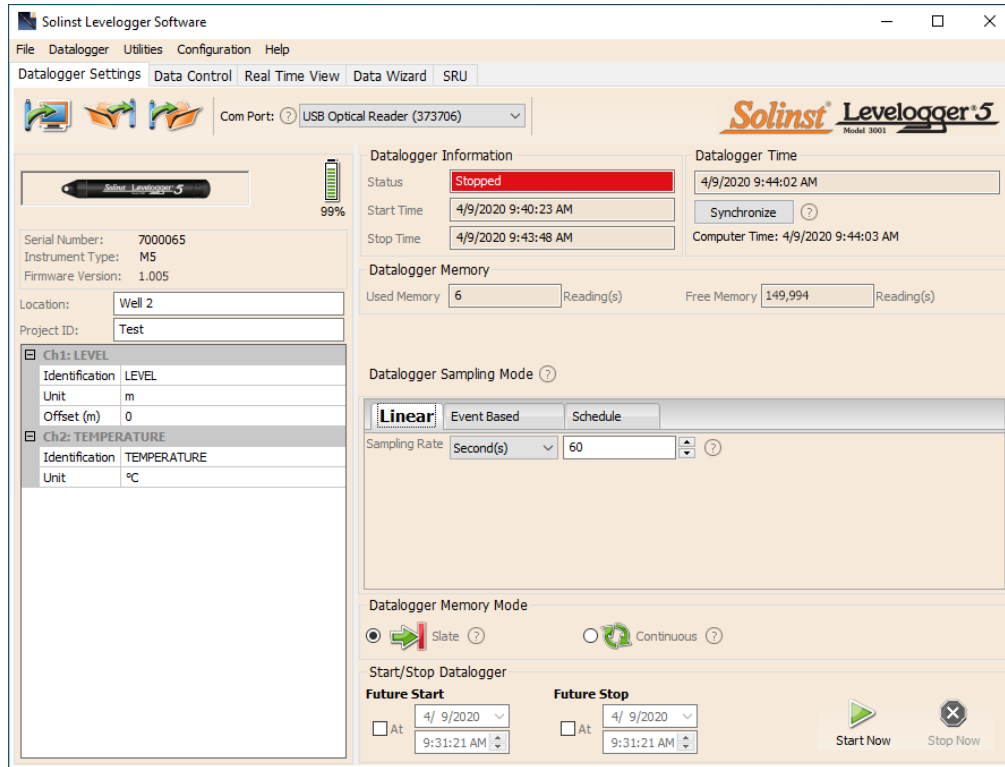 Solinst Levelogger Software
File Datalogger Utilities Configuration Help
Datalogger Settings Data Control Real Time View Data Wizard SRU
Com Port: ? USB Optical Reader (373706)
Solinst Levelogger 5
Model 3001
Solinst Levelogger 5
99%
Serial Number: 7000065
Instrument Type: M5
Firmware Version: 1.005
Location: Well 2
Project ID: Test
Ch1: LEVEL
Identification LEVEL
Unit m
Offset (m) 0
Ch2: TEMPERATURE
Identification TEMPERATURE
Unit ºC
Datalogger Information
Status Stopped
Start Time 4/9/2020 9:40:23 AM
Stop Time 4/9/2020 9:43:48 AM
Datalogger Time
4/9/2020 9:44:02 AM
Synchronize ?
Computer Time: 4/9/2020 9:44:03 AM
Datalogger Memory
Used Memory 6 Reading(s) Free Memory 149,994 Reading(s)
Datalogger Sampling Mode ?
Linear Event Based Schedule
Sampling Rate Second(s) 60 ?
Datalogger Memory Mode
Slate ? Continuous ?
Start/Stop Datalogger
Future Start Future Stop
At 4/ 9/2020 At 4/ 9/2020
9:31:21 AM 9:31:21 AM
Start Now Stop Now